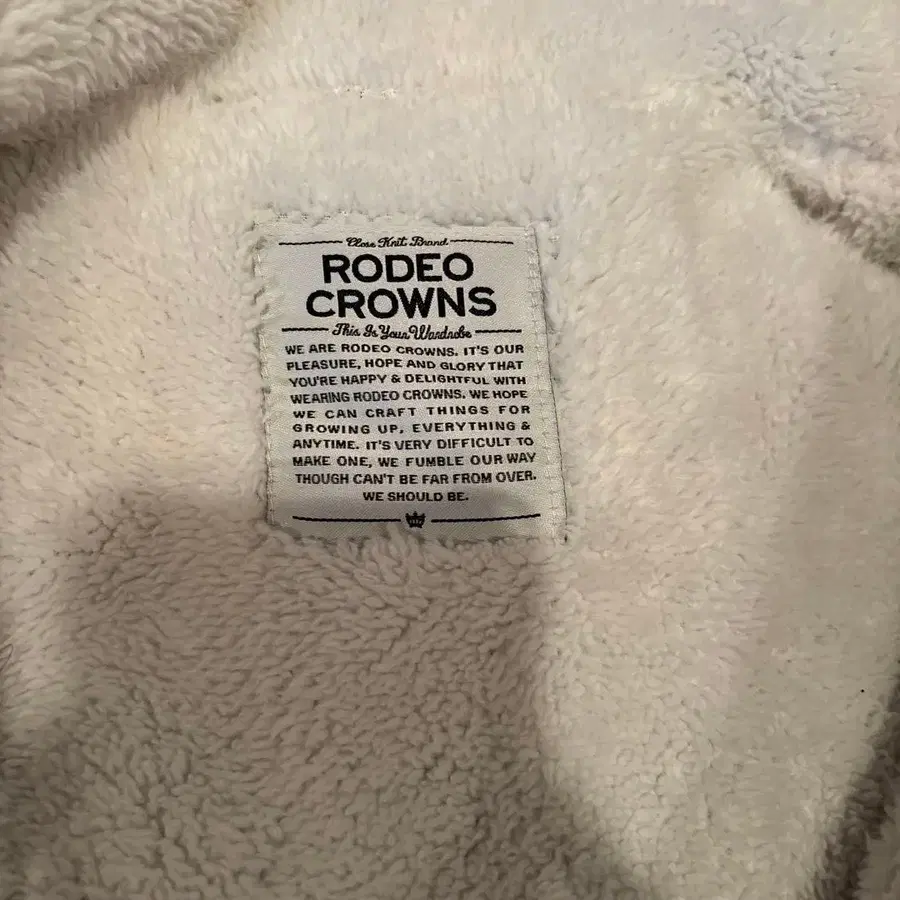 Close Knit Brand
RODEO
CROWNS
This Is Your Wardrobe
WE ARE RODEO CROWNS. IT'S OUR
PLEASURE, HOPE AND GLORY THAT
YOU'RE HAPPY & DELIGHTFUL WITH
WEARING RODEO CROWNS. WE HOPE
WE CAN CRAFT THINGS FOR
GROWING UP, EVERYTHING &
ANYTIME. IT'S VERY DIFFICULT TO
MAKE ONE, WE FUMBLE OUR WAY
THOUGH CAN'T BE FAR FROM OVER.
WE SHOULD BE.